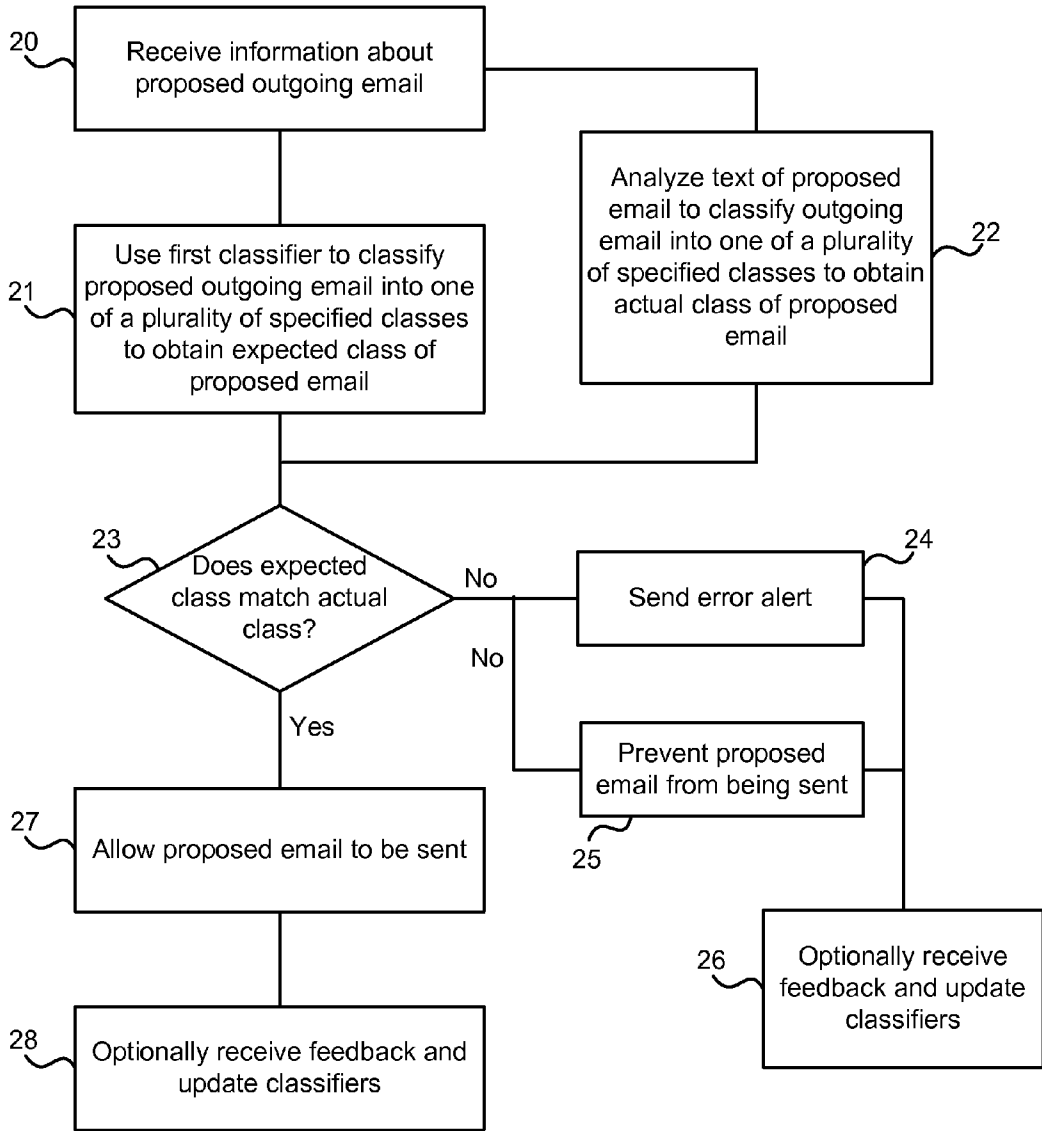 20
Receive information about
proposed outgoing email
Analyze text of proposed
email to classify outgoing
email into one of a plurality
of specified classes to obtain
actual class of proposed
email
22
21
Use first classifier to classify
proposed outgoing email into one
of a plurality of specified classes
to obtain expected class of
proposed email
23
Does expected
class match actual
class?
No
No
Yes
24
Send error alert
Prevent proposed
email from being sent
25
27
Allow proposed email to be sent
26
Optionally receive
feedback and update
classifiers
28
Optionally receive feedback and
update classifiers